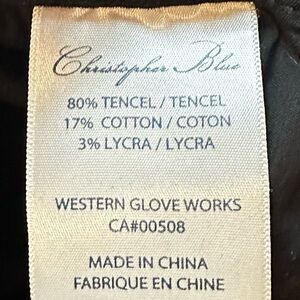 Christopher Blue
80% TENCEL / TENCEL
17% COTTON / COTON
3% LYCRA / LYCRA
WESTERN GLOVE WORKS
CA#00508
MADE IN CHINA
FABRIQUE EN CHINE